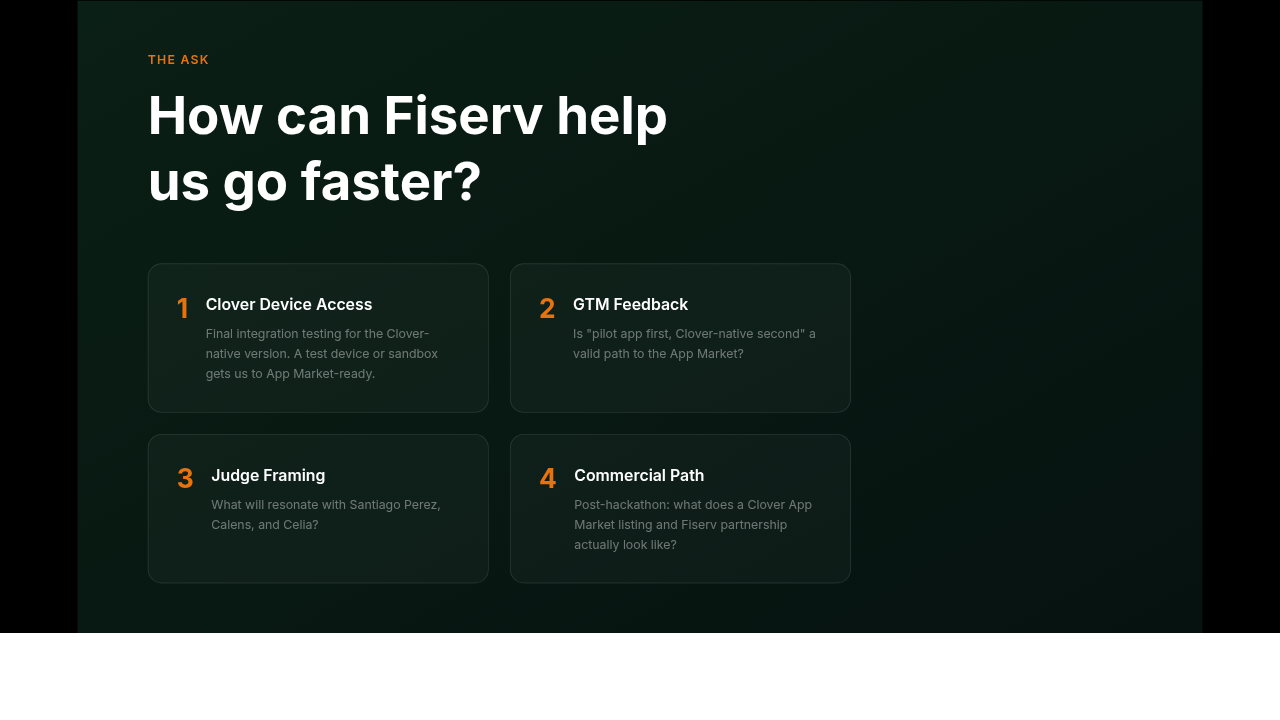 THE ASK
How can Fiserv help
us go faster?
1 Clover Device Access
Final integration testing for the Clover-
native version. A test device or sandbox
gets us to App Market-ready.
2 GTM Feedback
Is "pilot app first, Clover-native second" a
valid path to the App Market?
3 Judge Framing
What will resonate with Santiago Perez,
Calens, and Celia?
4 Commercial Path
Post-hackathon: what does a Clover App
Market listing and Fiserv partnership
actually look like?